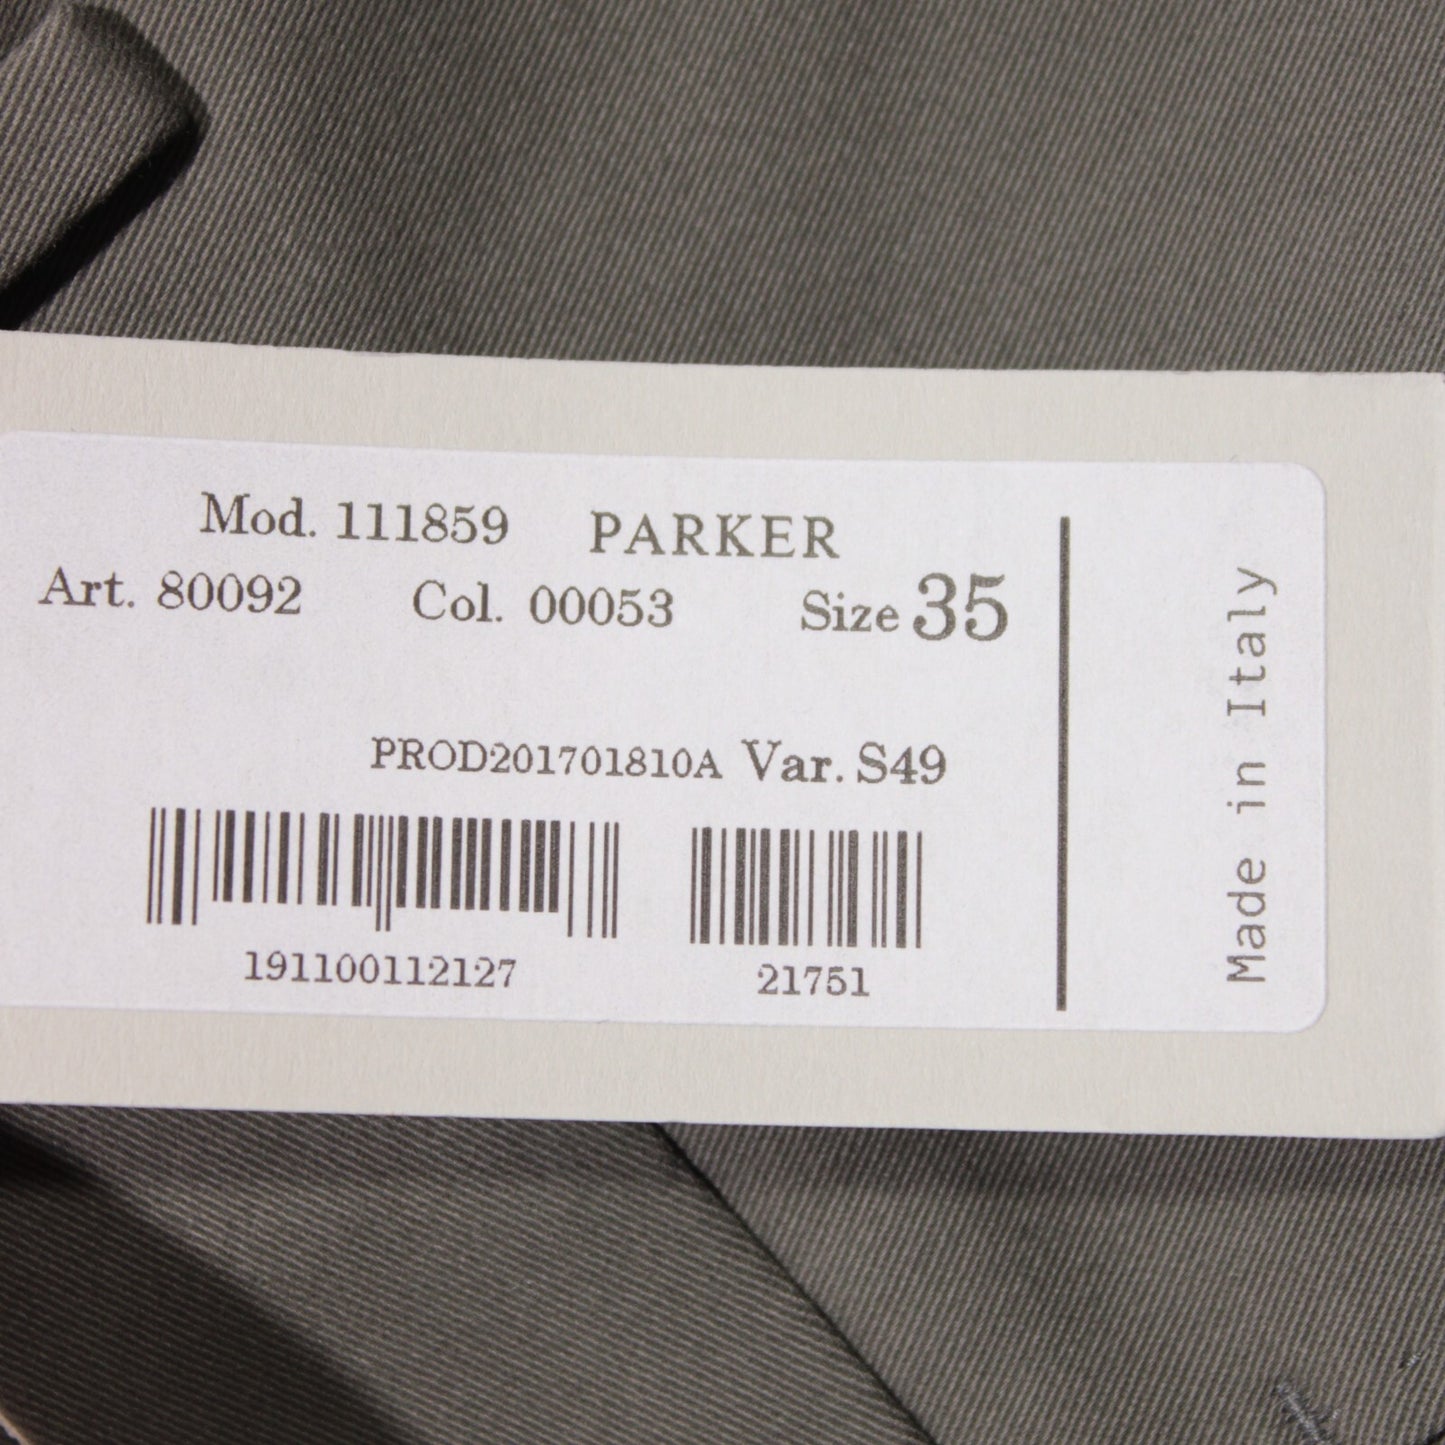 Mod. 111859 PARKER
Art. 80092 Col. 00053 Size 35
PROD201701810A Var. S49
191100112127 21751
Made in Italy